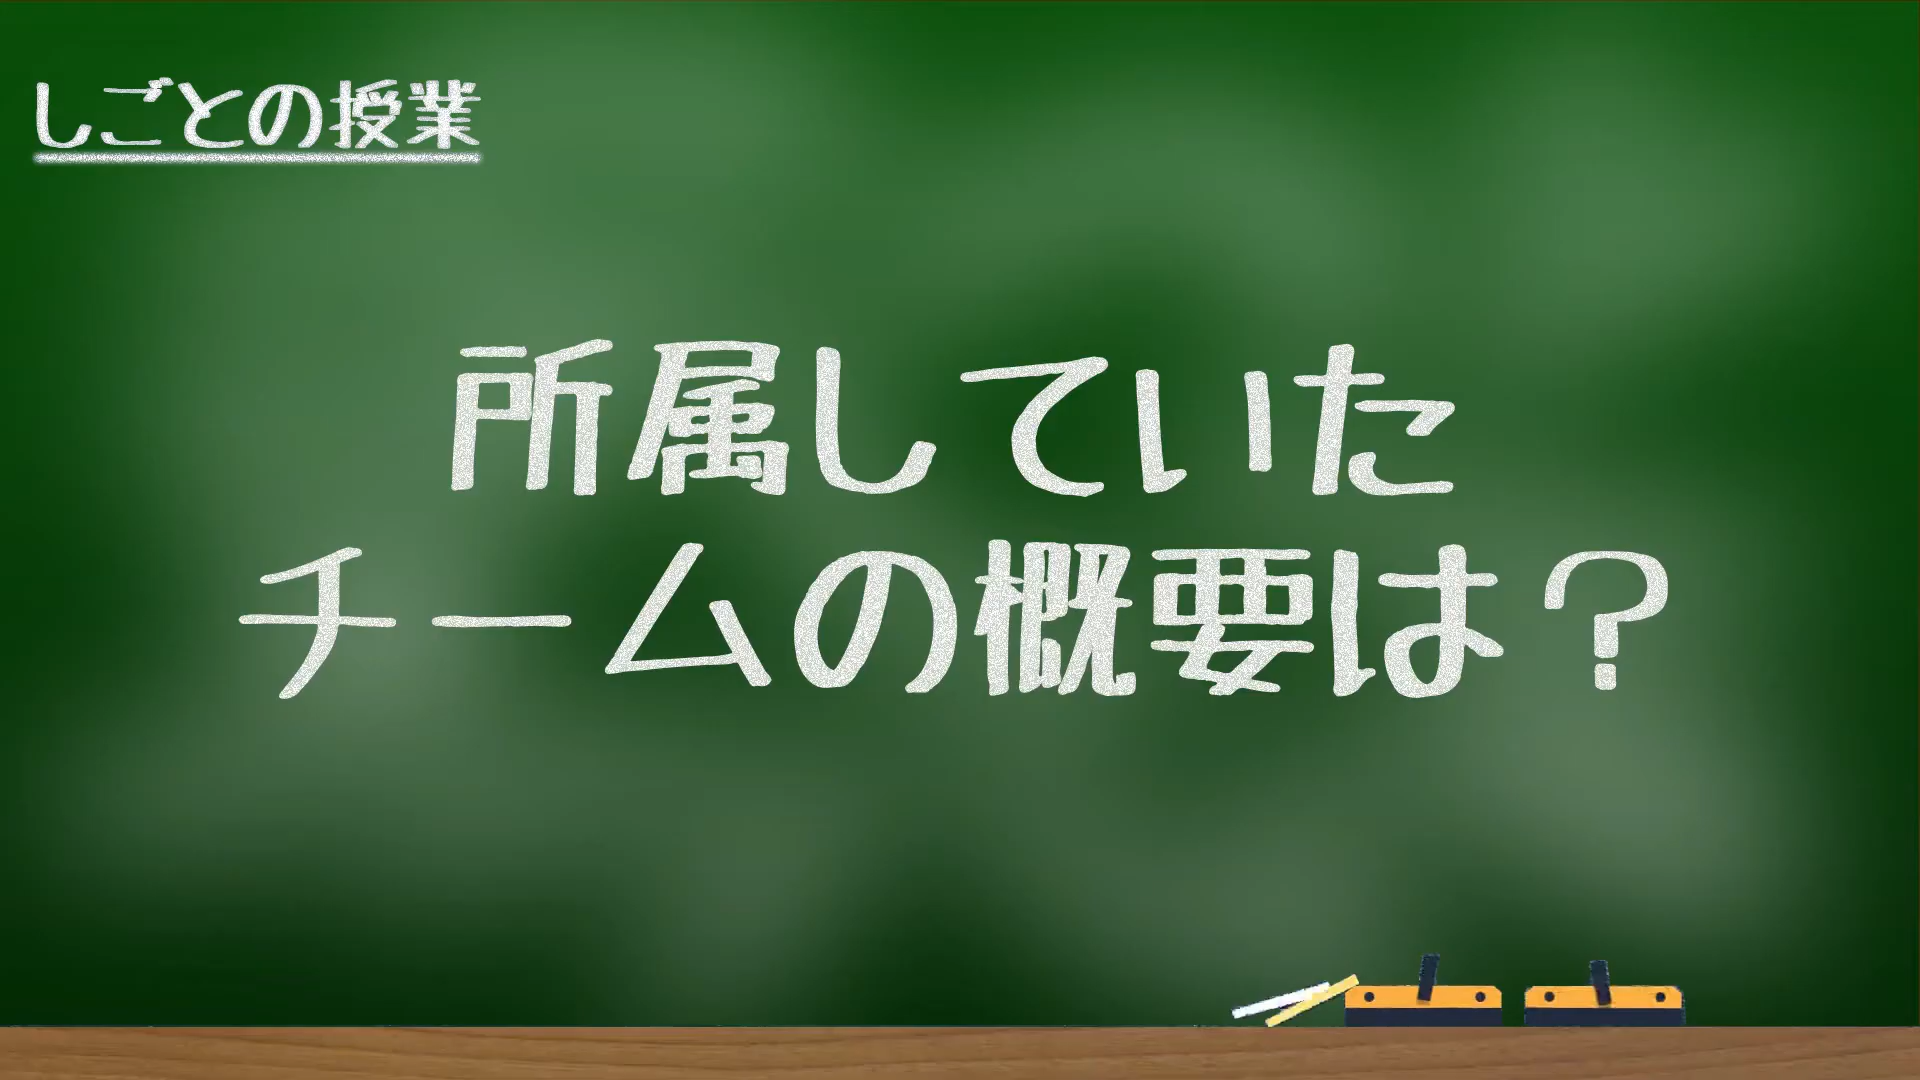 しごとの授業
所属していた
チームの概要は？